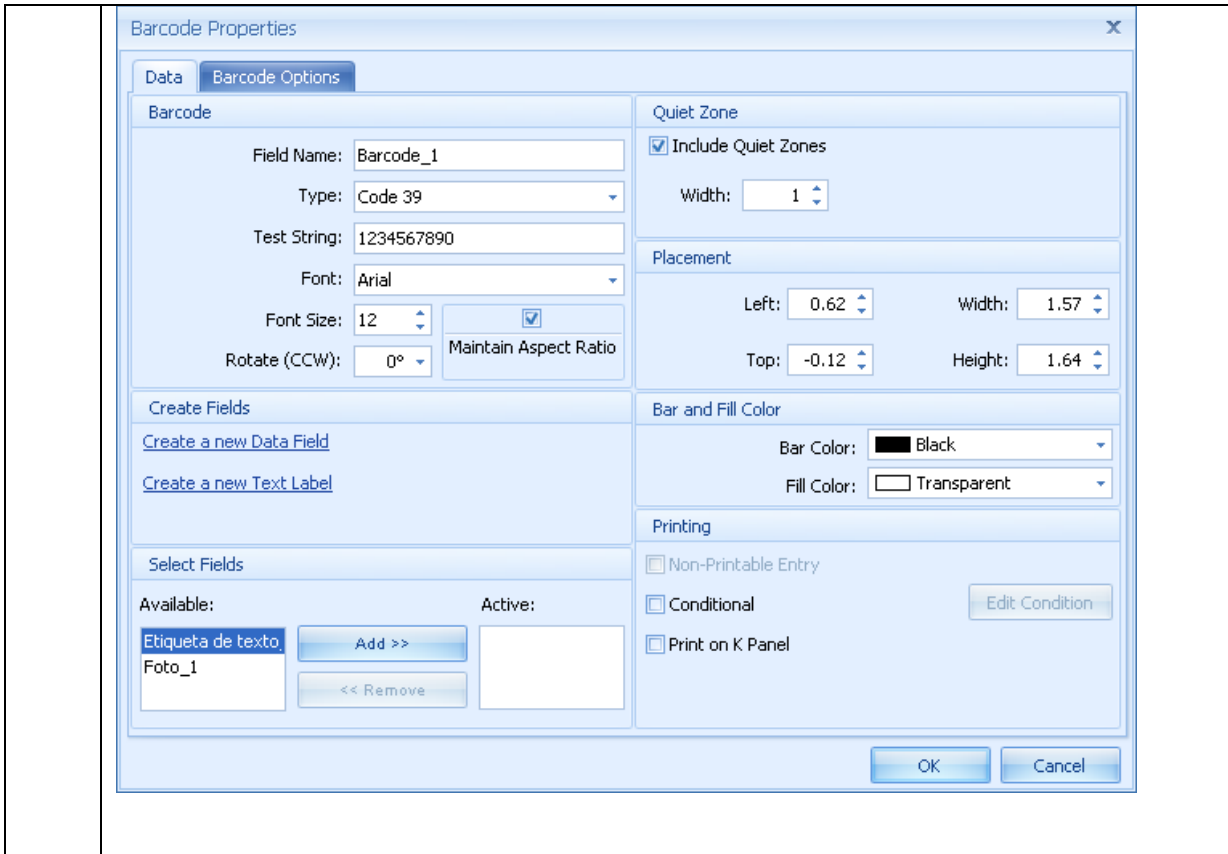 Barcode Properties
Data
Barcode Options
Barcode
Field Name: Barcode_1
Type: Code 39
Test String: 1234567890
Font: Arial
Font Size: 12
Maintain Aspect Ratio
Rotate (CCW): 0°
Create Fields
Create a new Data Field
Create a new Text Label
Select Fields
Available:
Active:
Etiqueta de texto
Foto_1
Add >>
<< Remove
Quiet Zone
Include Quiet Zones
Width: 1
Placement
Left: 0.62 Width: 1.57
Top: -0.12 Height: 1.64
Bar and Fill Color
Bar Color: Black
Fill Color: Transparent
Printing
Non-Printable Entry
Conditional
Edit Condition
Print on K Panel
OK
Cancel